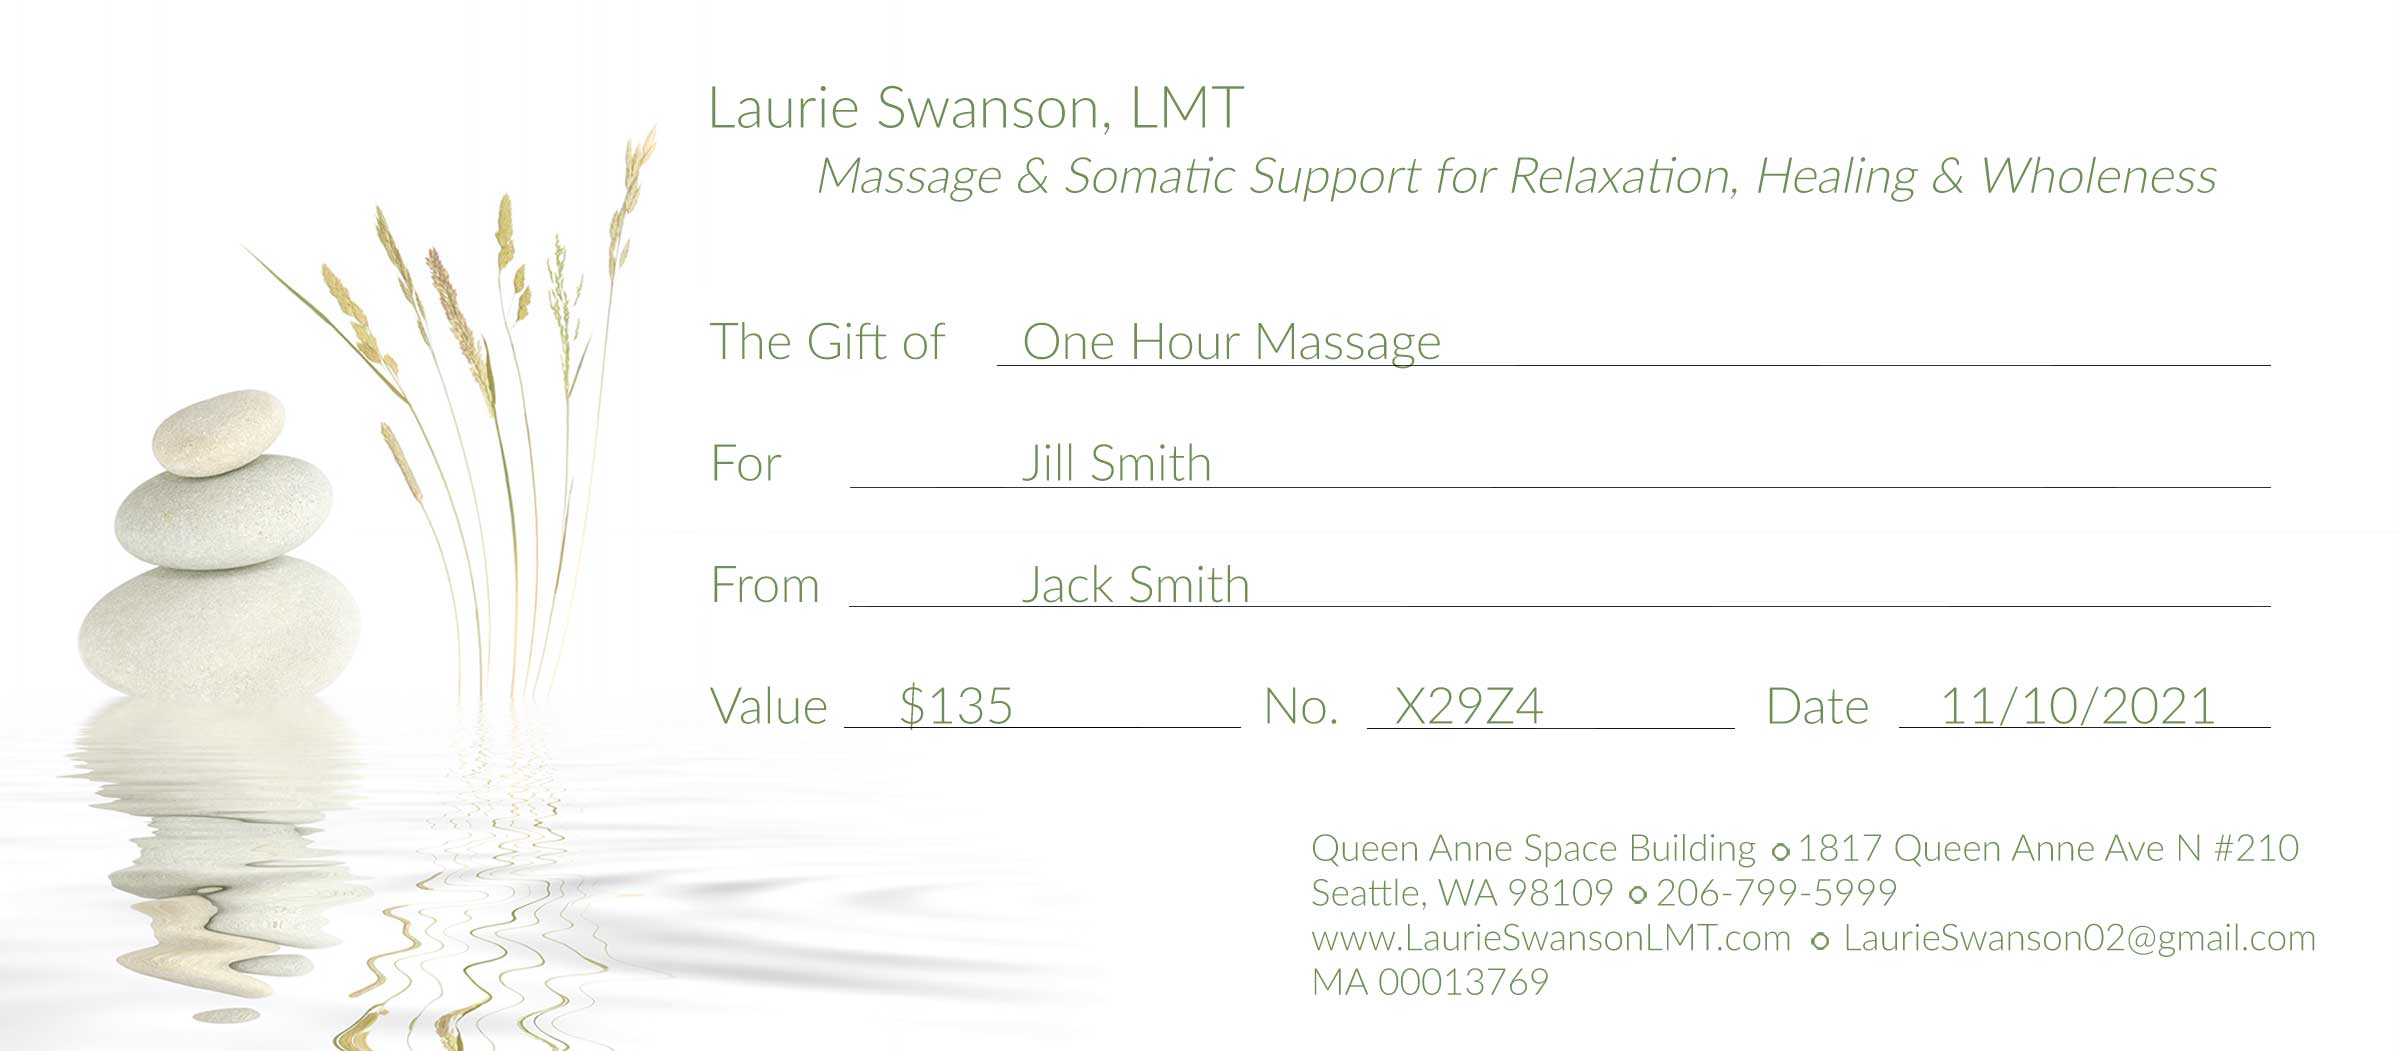 Laurie Swanson, LMT
Massage & Somatic Support for Relaxation, Healing & Wholeness
The Gift of One Hour Massage
For Jill Smith
From Jack Smith
Value $135 No. X29Z4 Date 11/10/2021
Queen Anne Space Building o 1817 Queen Anne Ave N #210
Seattle, WA 98109 o 206-799-5999
www.LaurieSwansonLMT.com o LaurieSwanson02@gmail.com
MA 00013769